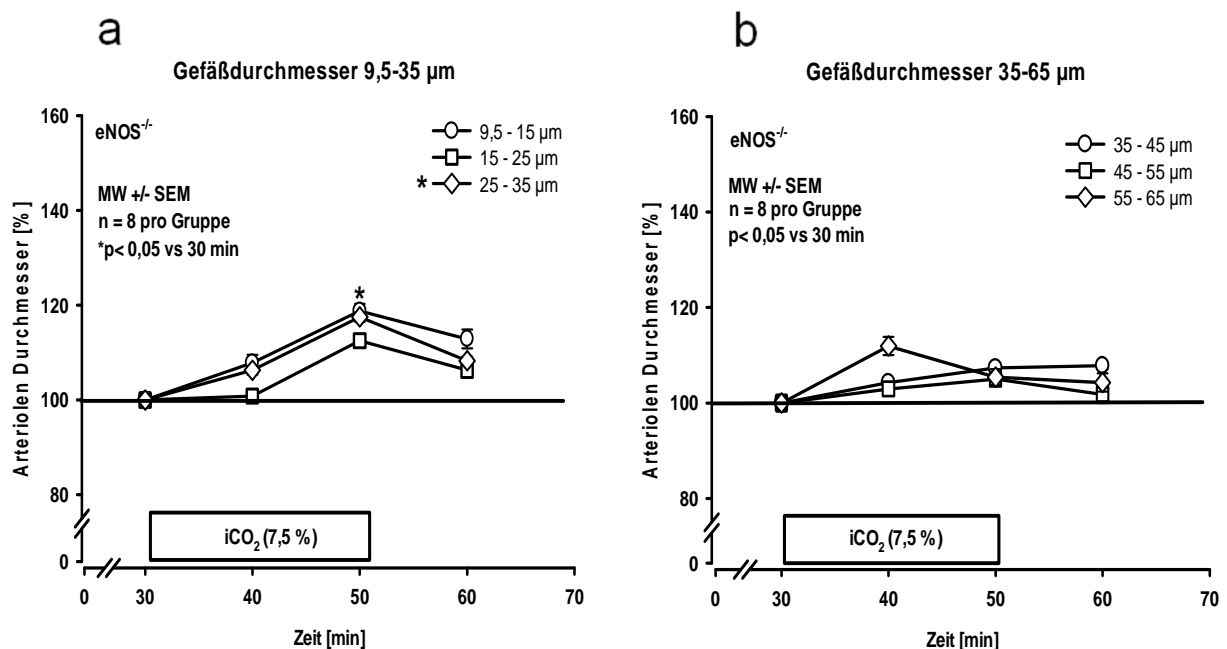 a
Gefäßdurchmesser 9,5-35 µm
160
140
120
100
80
0
Arteriolen Durchmesser [%]
eNOS-/-
MW +/- SEM
n = 8 pro Gruppe
*p< 0,05 vs 30 min
9,5 - 15 µm
15 - 25 µm
* 25 - 35 µm
*
iCO2 (7,5 %)
0 30 40 50 60 70
Zeit [min]
b
Gefäßdurchmesser 35-65 µm
160
140
120
100
80
0
Arteriolen Durchmesser [%]
eNOS-/-
MW +/- SEM
n = 8 pro Gruppe
p< 0,05 vs 30 min
35 - 45 µm
45 - 55 µm
55 - 65 µm
iCO2 (7,5 %)
0 30 40 50 60 70
Zeit [min]